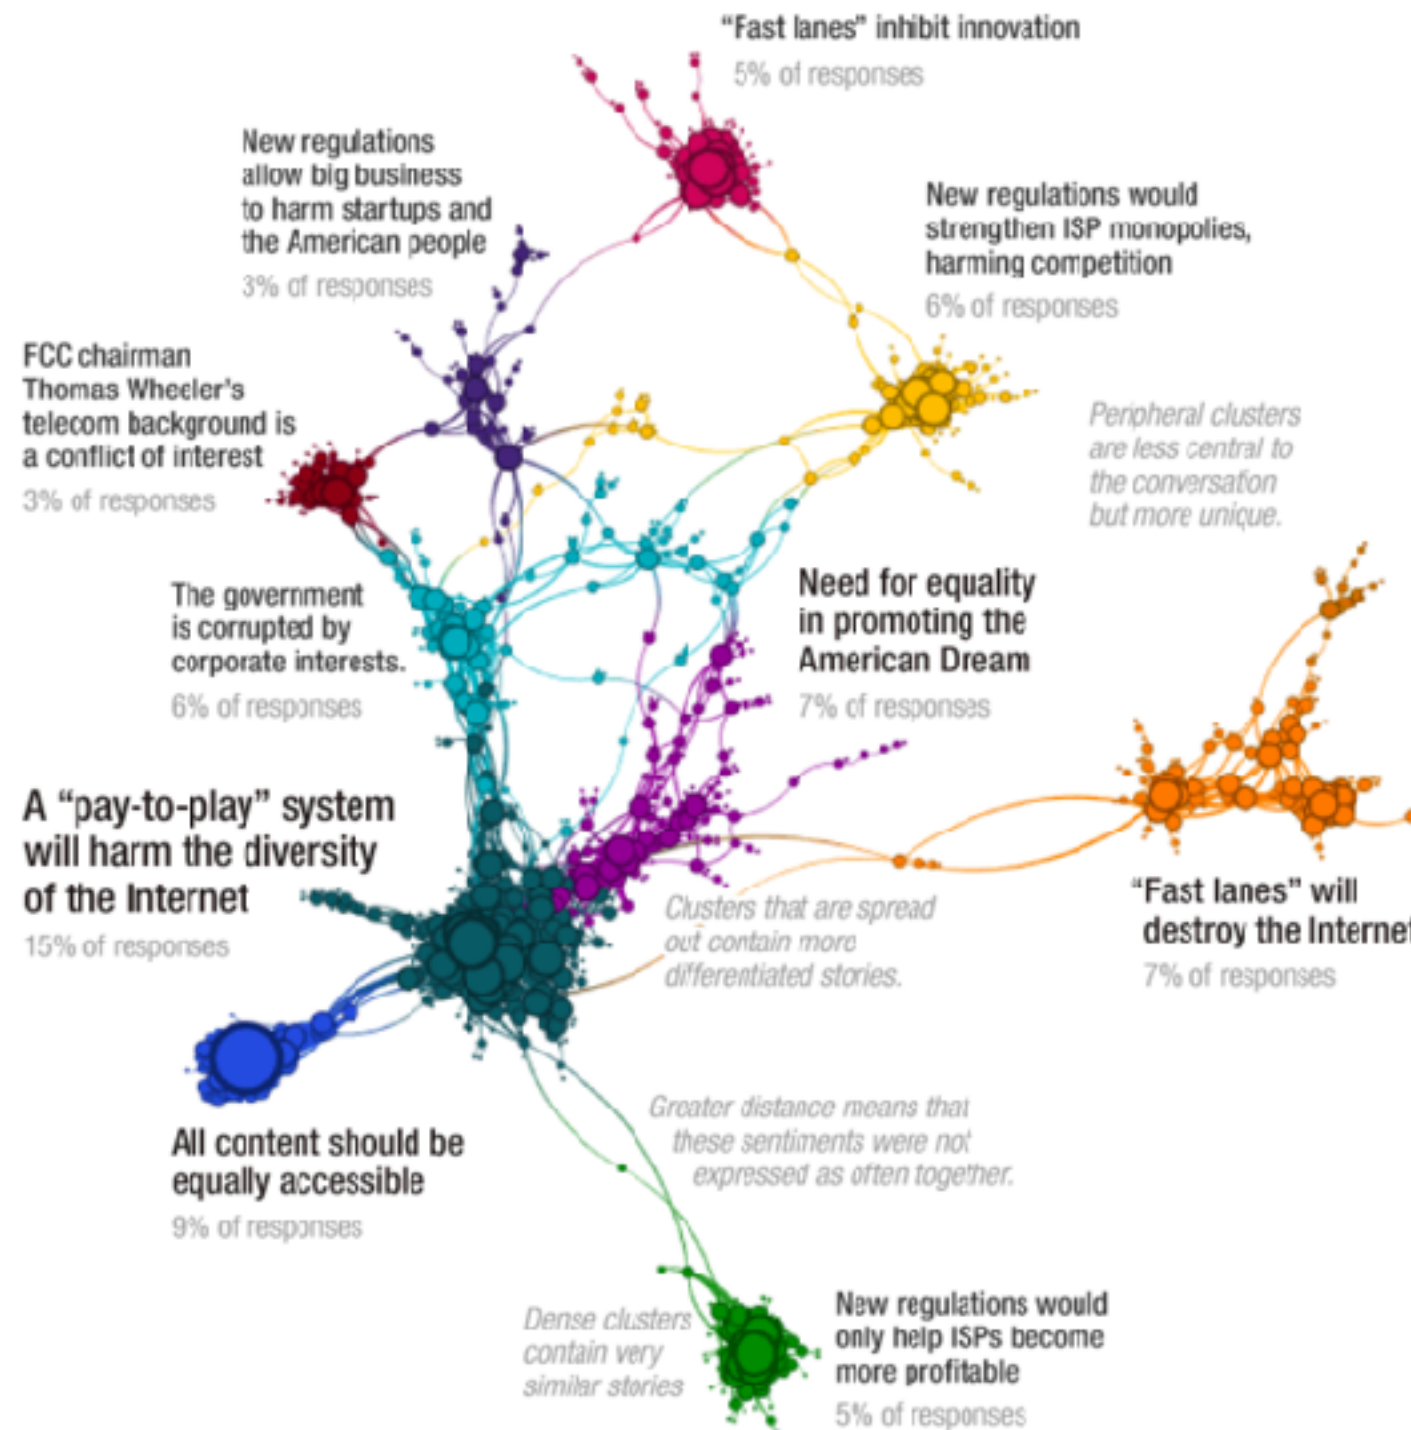 “Fast lanes” inhibit innovation
5% of responses
New regulations
allow big business
to harm startups and
the American people
3% of responses
New regulations would
strengthen ISP monopolies,
harming competition
6% of responses
FCC chairman
Thomas Wheeler’s
telecom background is
a conflict of interest
3% of responses
Peripheral clusters
are less central to
the conversation
but more unique.
The government
is corrupted by
corporate interests.
6% of responses
Need for equality
in promoting the
American Dream
7% of responses
A “pay-to-play” system
will harm the diversity
of the Internet
15% of responses
Clusters that are spread
out contain more
differentiated stories.
“Fast lanes” will
destroy the Internet
7% of responses
All content should be
equally accessible
9% of responses
Greater distance means that
these sentiments were not
expressed as often together.
Dense clusters
contain very
similar stories
New regulations would
only help ISPs become
more profitable
5% of responses